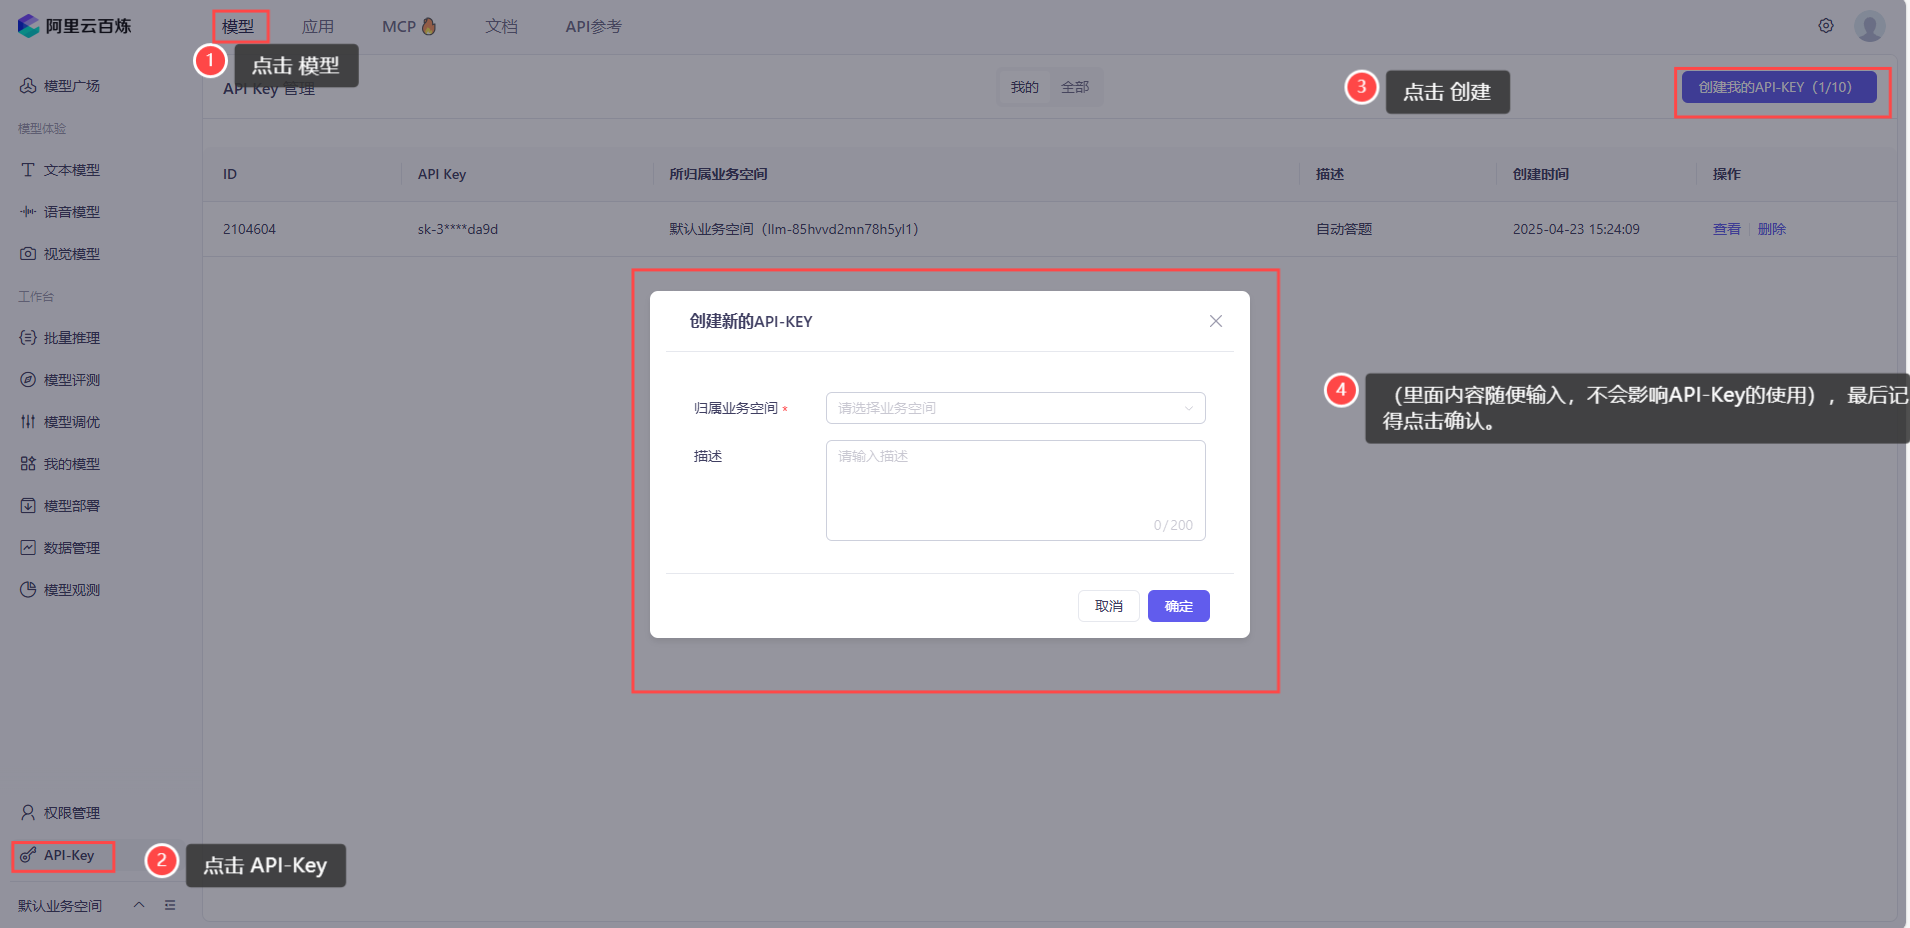 阿里云百炼
模型 应用 MCP 文档 API参考
1 点击 模型
模型广场
模型体验
文本模型
语音模型
视觉模型
工作台
批量推理
模型评测
模型调优
我的模型
模型部署
数据管理
模型观测
权限管理
API-Key
2 点击 API-Key
默认业务空间
API Key 管理
我的 全部
3 点击 创建
创建我的API-KEY（1/10）
ID API Key 所归属业务空间 描述 创建时间 操作
2104604 sk-3****da9d 默认业务空间（llm-85hvvd2mn78h5yl1） 自动答题 2025-04-23 15:24:09 查看 删除
创建新的API-KEY
归属业务空间 * 请选择业务空间
描述 请输入描述
0/200
取消 确定
4 （里面内容随便输入，不会影响API-Key的使用）, 最后记
得点击确认。